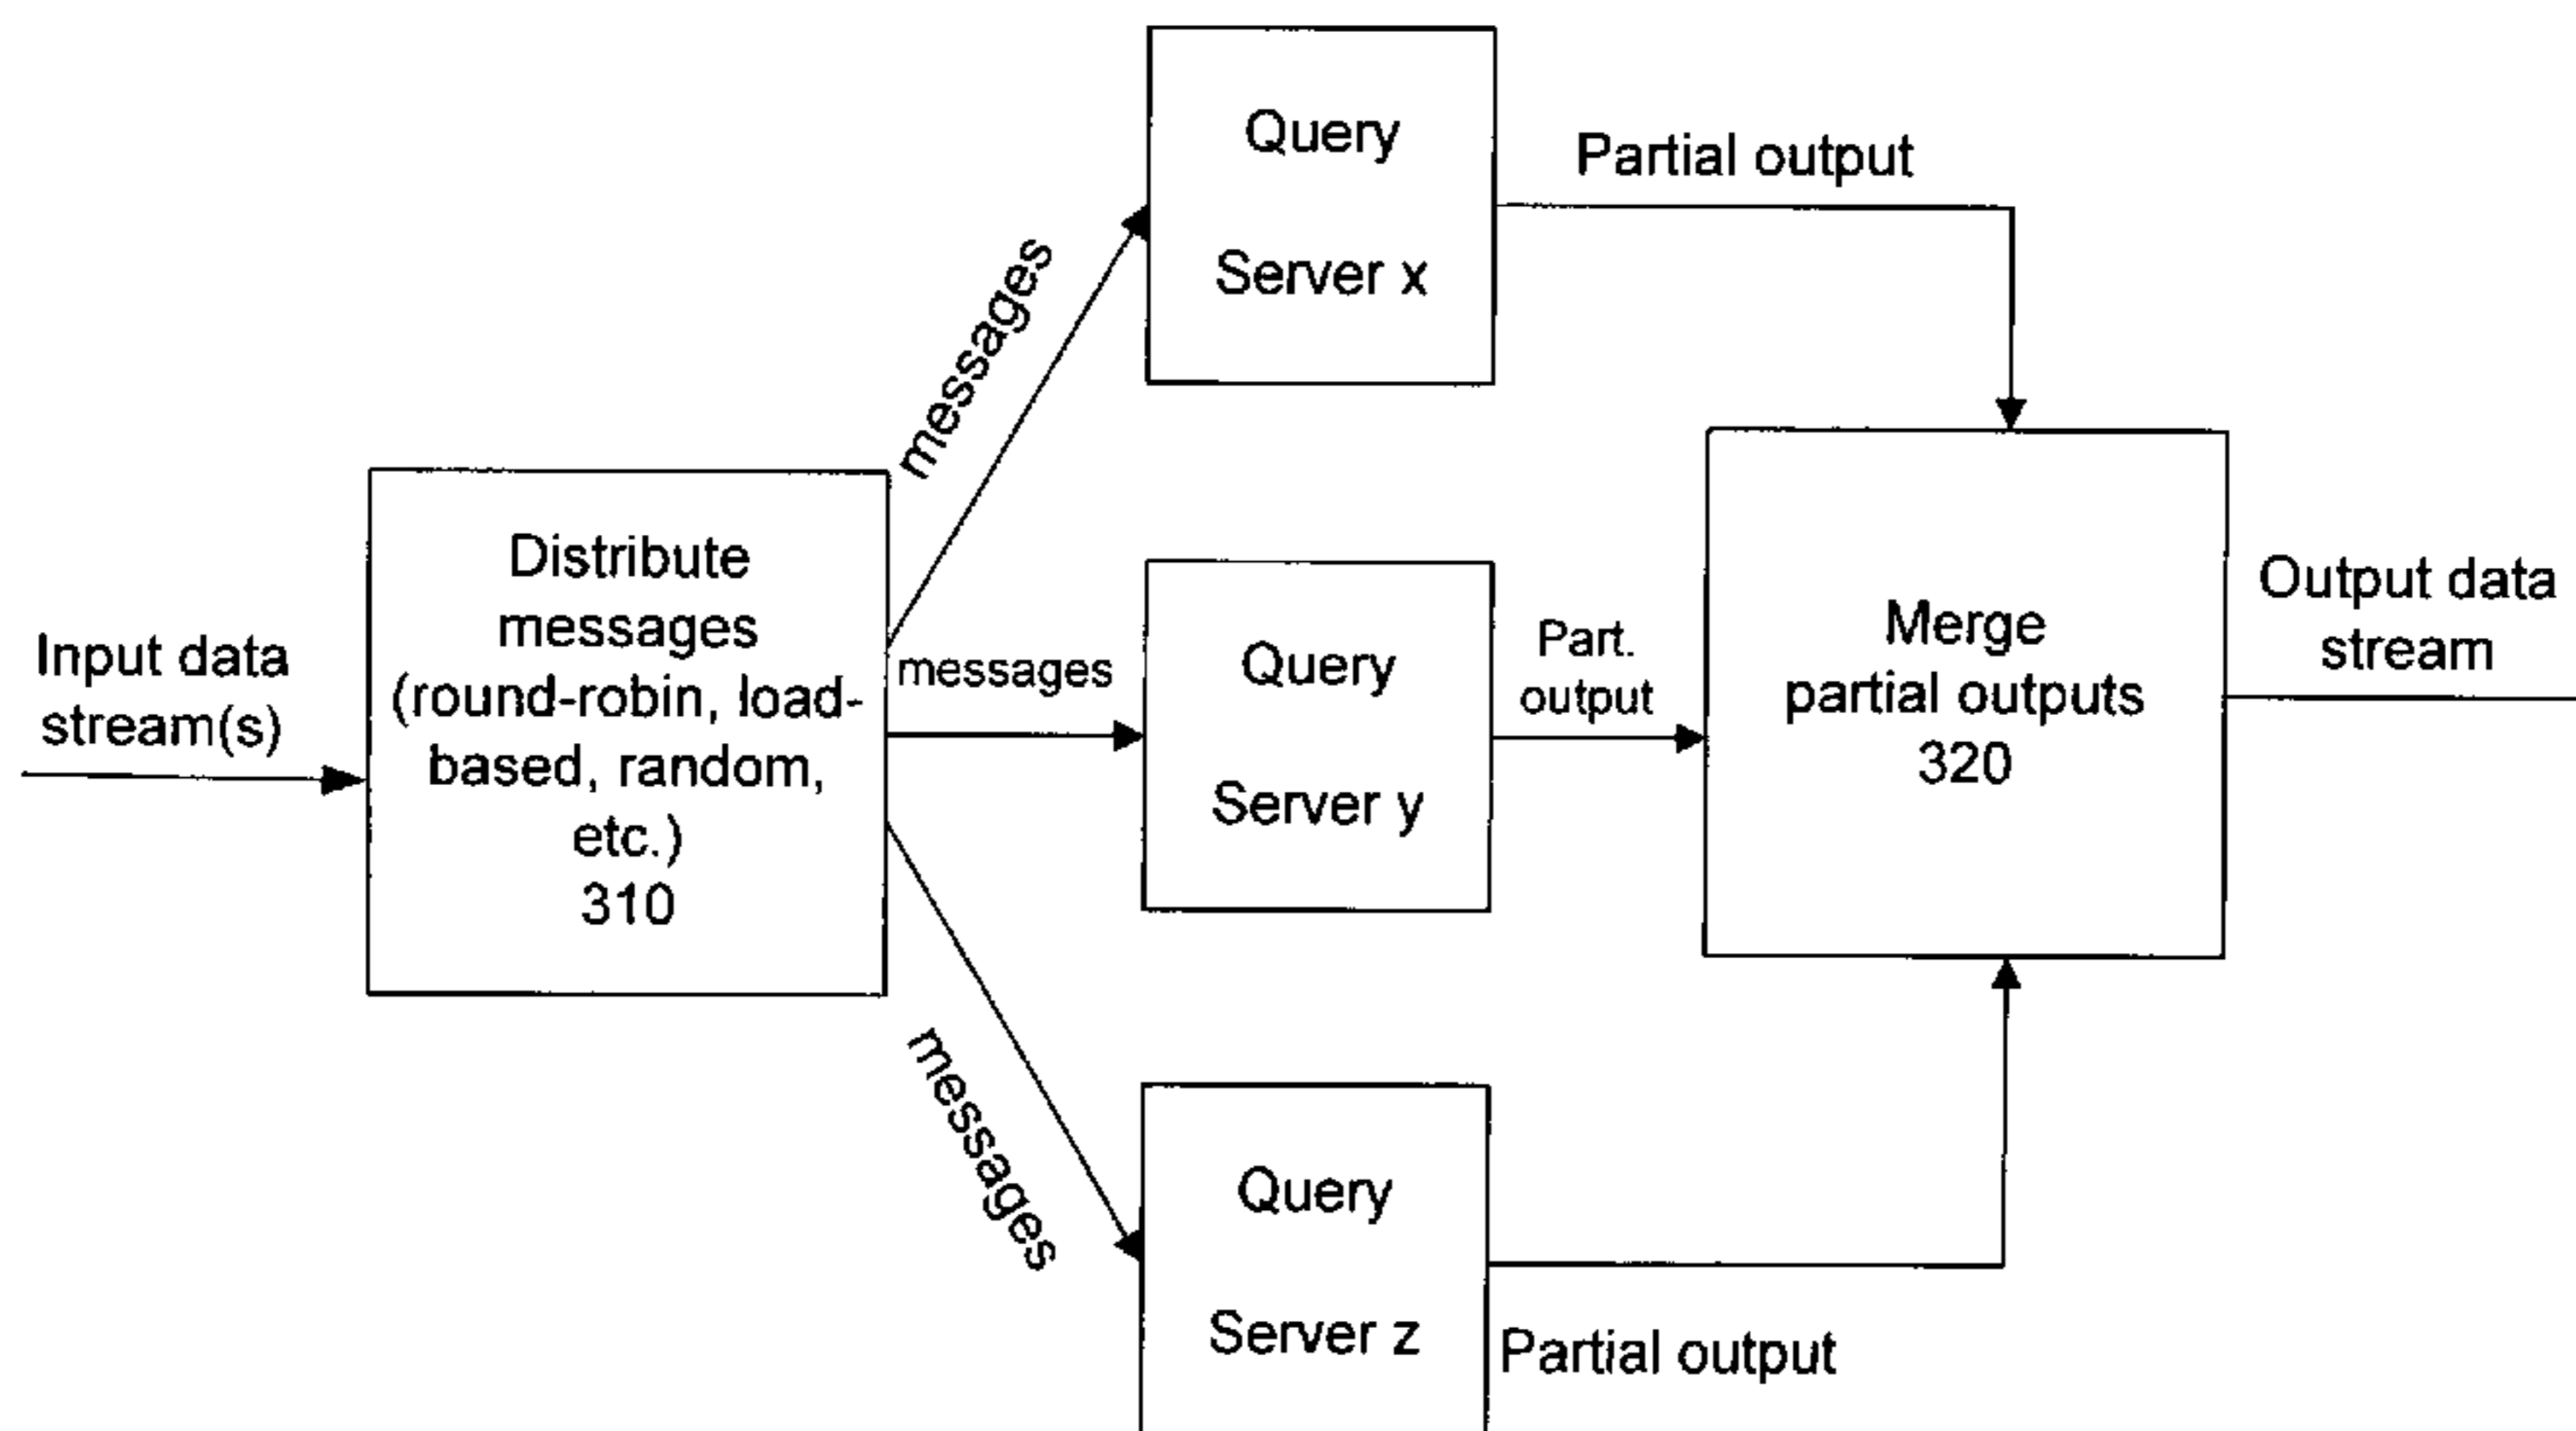 Input data
stream(s)
Distribute
messages
(round-robin, load-
based, random,
etc.)
310
messages
messages
messages
Query
Server x
Query
Server y
Query
Server z
Partial output
Part.
output
Partial output
Merge
partial outputs
320
Output data
stream